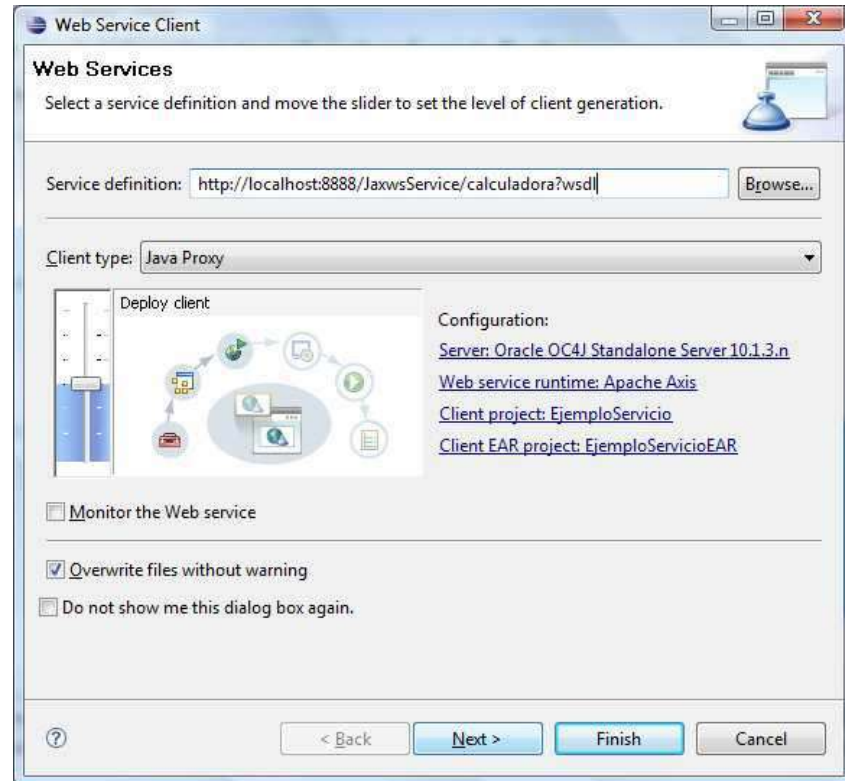 Web Service Client
Web Services
Select a service definition and move the slider to set the level of client generation.
Service definition: http://localhost:8888/JaxwsService/calculadora?wsdl Browse...
Client type: Java Proxy
Deploy client
Configuration:
Server: Oracle OC4J Standalone Server 10.1.3.n
Web service runtime: Apache Axis
Client project: EjemploServicio
Client EAR project: EjemploServicioEAR
Monitor the Web service
Overwrite files without warning
Do not show me this dialog box again.
? < Back Next > Finish Cancel